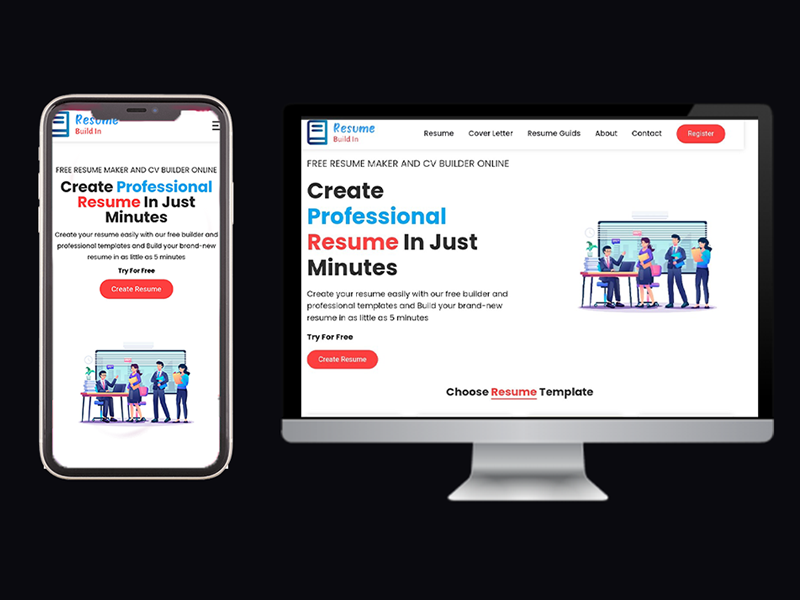 Resume
Build In
FREE RESUME MAKER AND CV BUILDER ONLINE
Create Professional
Resume In Just
Minutes
Create your resume easily with our free builder and
professional templates and Build your brand-new
resume in as little as 5 minutes
Try For Free
Create Resume
Resume
Build In
Resume Cover Letter Resume Guids About Contact Register
FREE RESUME MAKER AND CV BUILDER ONLINE
Create
Professional
Resume In Just
Minutes
Create your resume easily with our free builder and
professional templates and Build your brand-new
resume in as little as 5 minutes
Try For Free
Create Resume
Choose Resume Template